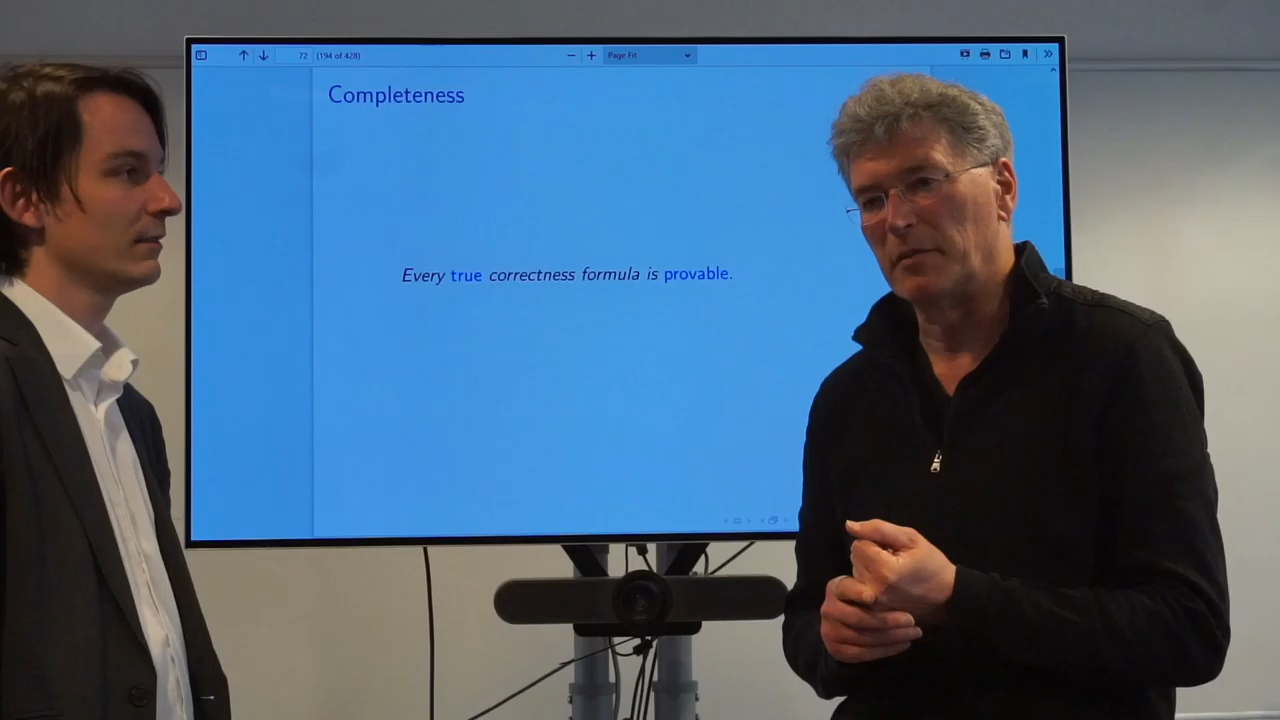 72 (194 of 428)
Page Fit
Completeness
Every true correctness formula is provable.